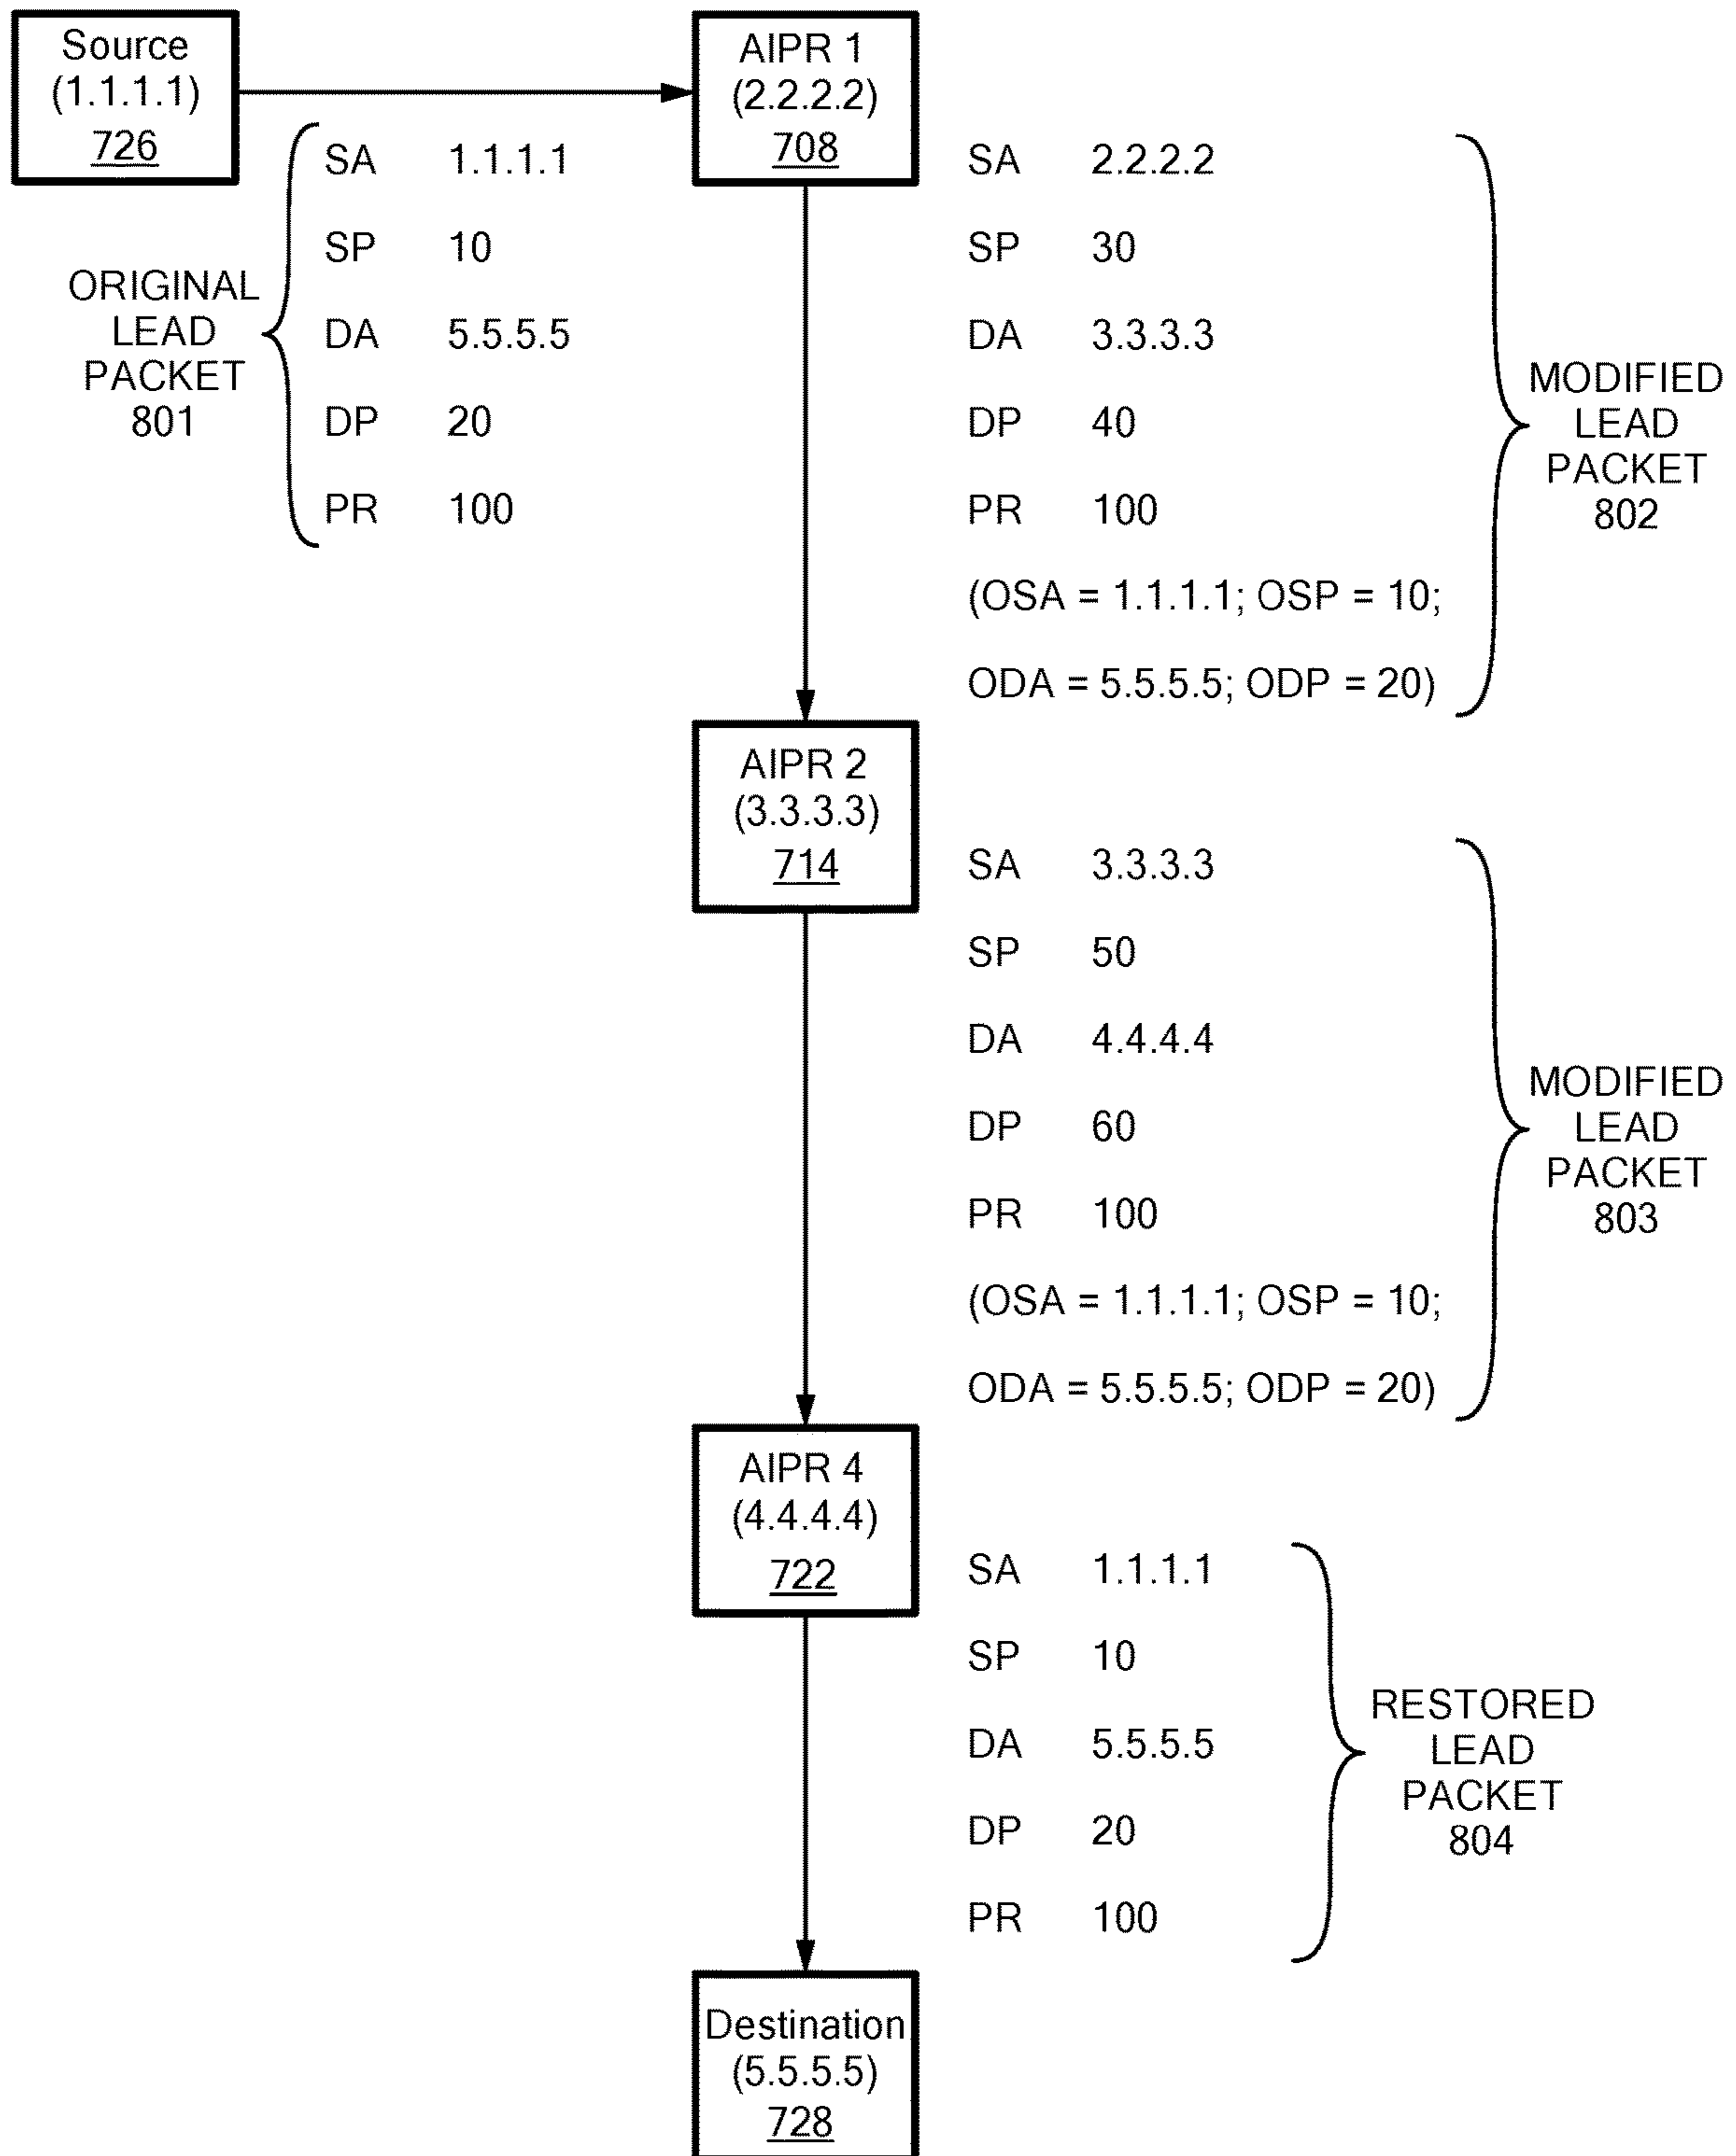 Source
(1.1.1.1)
726
AIPR 1
(2.2.2.2)
708
ORIGINAL
LEAD
PACKET
801
SA 1.1.1.1
SP 10
DA 5.5.5.5
DP 20
PR 100
SA 2.2.2.2
SP 30
DA 3.3.3.3
DP 40
PR 100
(OSA = 1.1.1.1; OSP = 10;
ODA = 5.5.5.5; ODP = 20)
MODIFIED
LEAD
PACKET
802
AIPR 2
(3.3.3.3)
714
SA 3.3.3.3
SP 50
DA 4.4.4.4
DP 60
PR 100
(OSA = 1.1.1.1; OSP = 10;
ODA = 5.5.5.5; ODP = 20)
MODIFIED
LEAD
PACKET
803
AIPR 4
(4.4.4.4)
722
SA 1.1.1.1
SP 10
DA 5.5.5.5
DP 20
PR 100
RESTORED
LEAD
PACKET
804
Destination
(5.5.5.5)
728